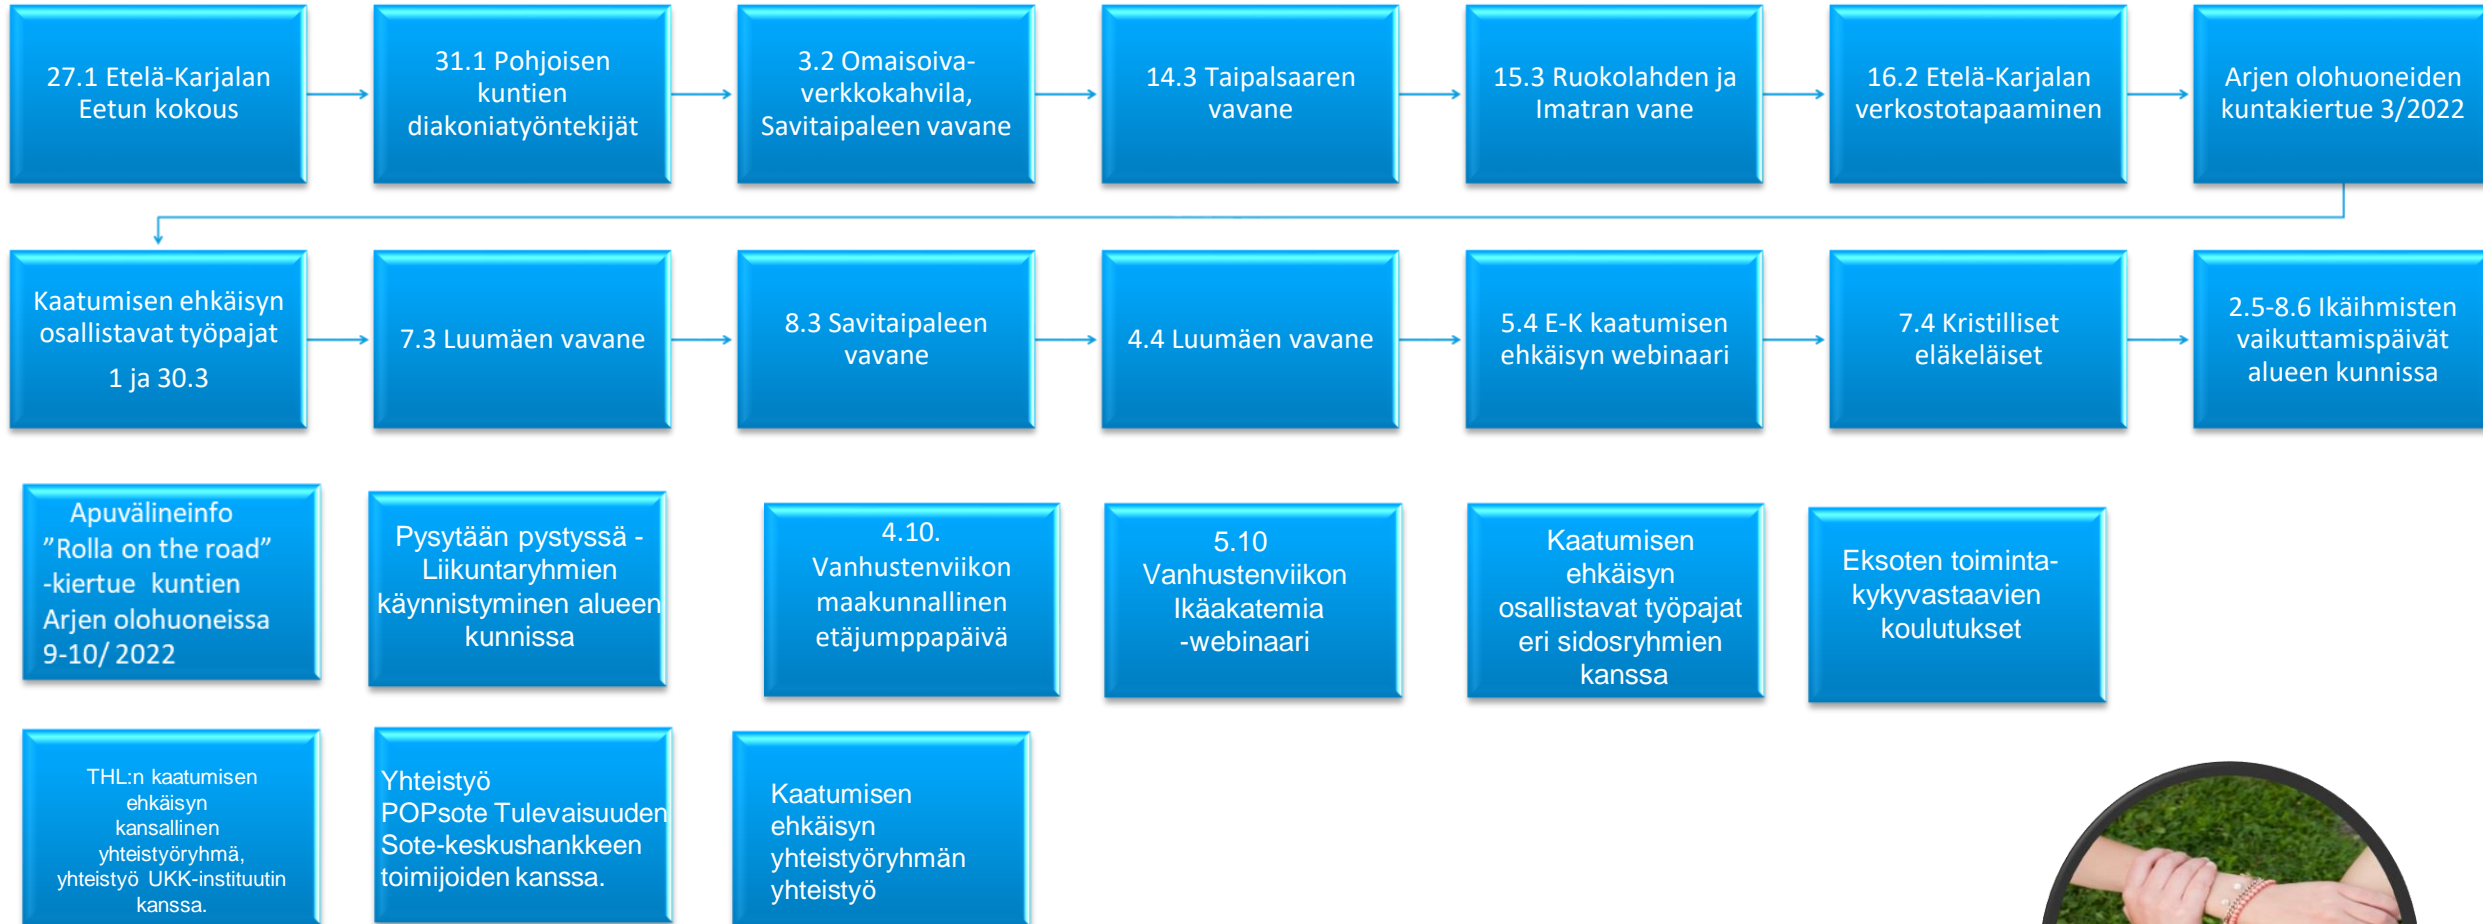 27.1 Etelä-Karjalan
Eetun kokous
31.1 Pohjoisen
kuntien
diakoniatyöntekijät
3.2 Omaisoiva-
verkkokahvila,
Savitaipaleen vavane
14.3 Taipalsaaren
vavane
15.3 Ruokolahden ja
Imatran vane
16.2 Etelä-Karjalan
verkostotapaaminen
Arjen olohuoneiden
kuntakiertue 3/2022
Kaatumisen ehkäisyn
osallistavat työpajat
1 ja 30.3
7.3 Luumäen vavane
8.3 Savitaipaleen
vavane
4.4 Luumäen vavane
5.4 E-K kaatumisen
ehkäisyn webinaari
7.4 Kristilliset
eläkeläiset
2.5-8.6 Ikäihmisten
vaikuttamispäivät
alueen kunnissa
Apuvälineinfo
”Rolla on the road”
-kiertue kuntien
Arjen olohuoneissa
9-10/ 2022
Pysytään pystyssä -
Liikuntaryhmien
käynnistyminen alueen
kunnissa
4.10.
Vanhustenviikon
maakunnallinen
etäjumppapäivä
5.10
Vanhustenviikon
Ikäakatemia
-webinaari
Kaatumisen
ehkäisyn
osallistavat työpajat
eri sidosryhmien
kanssa
Eksoten toiminta-
kykyvastaavien
koulutukset
THL:n kaatumisen
ehkäisyn
kansallinen
yhteistyöryhmä,
yhteistyö UKK-instituutin
kanssa.
Yhteistyö
POPsote Tulevaisuuden
Sote-keskushankkeen
toimijoiden kanssa.
Kaatumisen
ehkäisyn
yhteistyöryhmän
yhteistyö